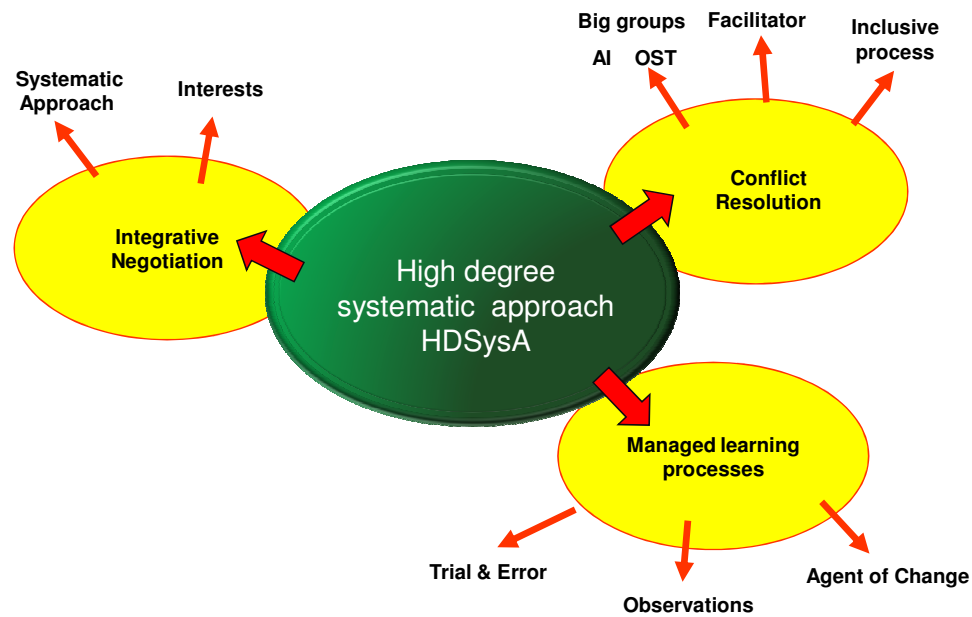 Big groups
AI OST
Facilitator
Inclusive
process
Systematic
Approach
Interests
Conflict
Resolution
Integrative
Negotiation
High degree
systematic approach
HDSysA
Managed learning
processes
Trial & Error
Observations
Agent of Change